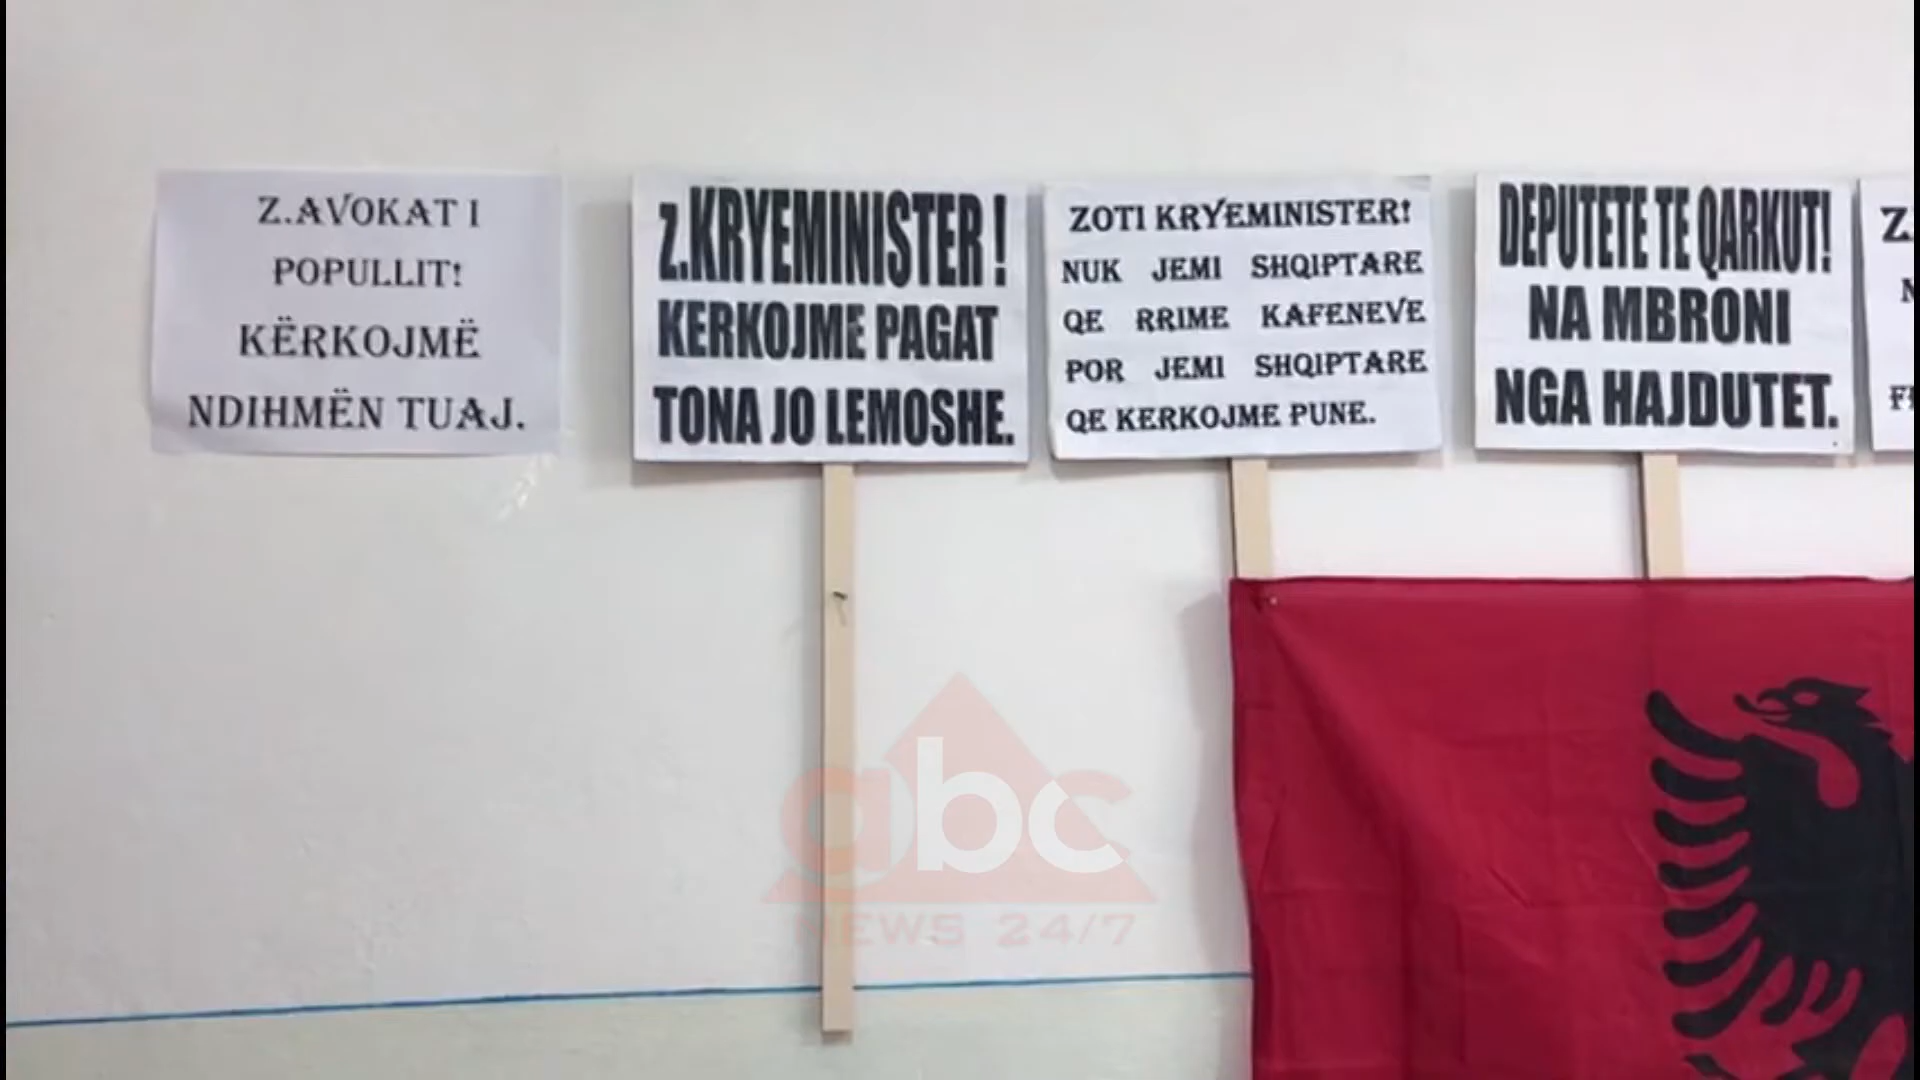 Z.AVOKAT I
POPULLIT!
KËRKOJMË
NDIHMËN TUAJ.
Z.KRYEMINISTER !
KERKOJME PAGAT
TONA JO LEMOSHE.
ZOTI KRYEMINISTER!
NUK JEMI SHQIPTARE
QE RRIME KAFENEVE
POR JEMI SHQIPTARE
QE KERKOJME PUNE.
DEPUTETE TE QARKUT!
NA MBRONI
NGA HAJDUTET.
abc
NEWS 24/7